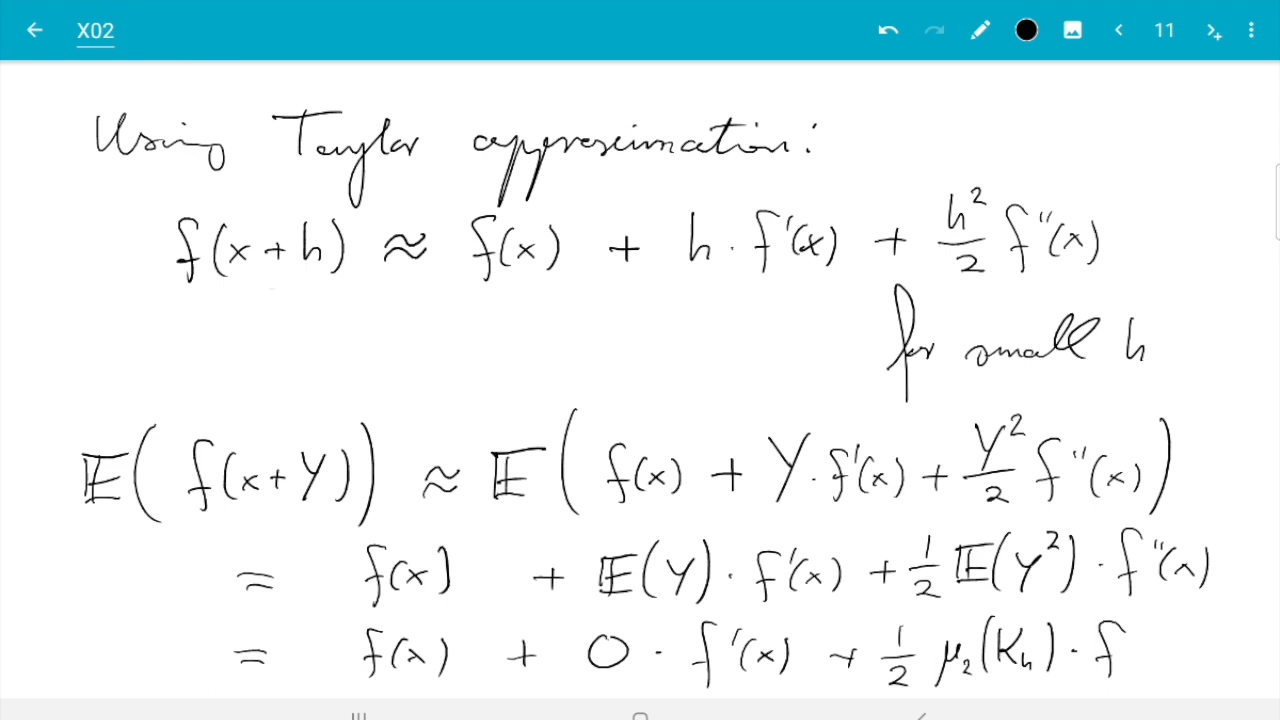 X02
11
Using Taylor approximation:
f(x+h) ≈ f(x) + h · f'(x) + h²/2 f''(x)
for small h
𝔼( f(x+Y)) ≈ 𝔼( f(x) + Y· f'(x) + Y²/2 f''(x) )
= f(x) + 𝔼(Y) · f'(x) + 1/2 𝔼(Y²) · f''(x)
= f(x) + 0 · f'(x) + 1/2 μ₂(Kₕ) · f